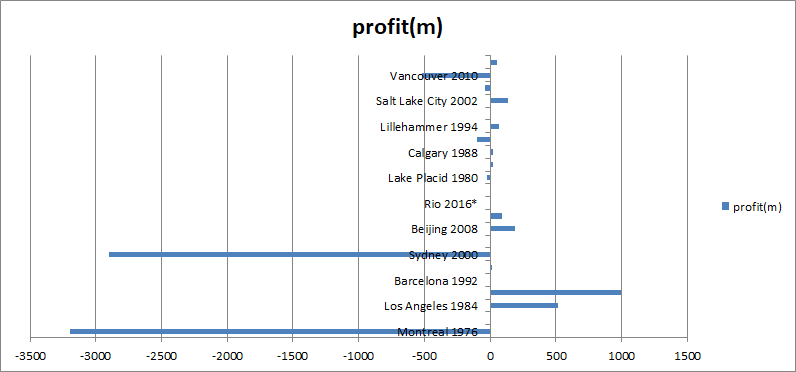 profit(m)
Vancouver 2010
Salt Lake City 2002
Lillehammer 1994
Calgary 1988
Lake Placid 1980
Rio 2016*
Beijing 2008
Sydney 2000
Barcelona 1992
Los Angeles 1984
Montreal 1976
-3500 -3000 -2500 -2000 -1500 -1000 -500 0 500 1000 1500
profit(m)